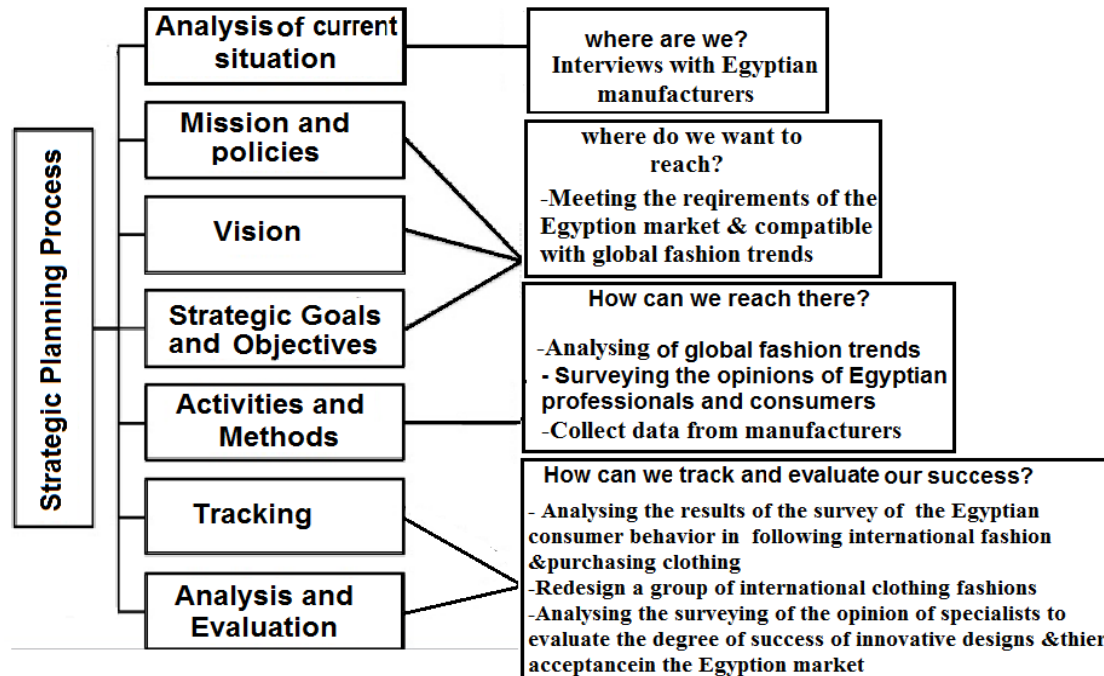 Strategic Planning Process
Analysis of current
situation
Mission and
policies
Vision
Strategic Goals
and Objectives
Activities and
Methods
Tracking
Analysis and
Evaluation
where are we?
Interviews with Egyptian
manufacturers
where do we want to
reach?
-Meeting the reqirements of the
Egyption market & compatible
with global fashion trends
How can we reach there?
-Analysing of global fashion trends
- Surveying the opinions of Egyptian
professionals and consumers
-Collect data from manufacturers
How can we track and evaluate our success?
- Analysing the results of the survey of the Egyptian
consumer behavior in following international fashion
&purchasing clothing
-Redesign a group of international clothing fashions
-Analysing the surveying of the opinion of specialists to
evaluate the degree of success of innovative designs &thier
acceptancein the Egyption market